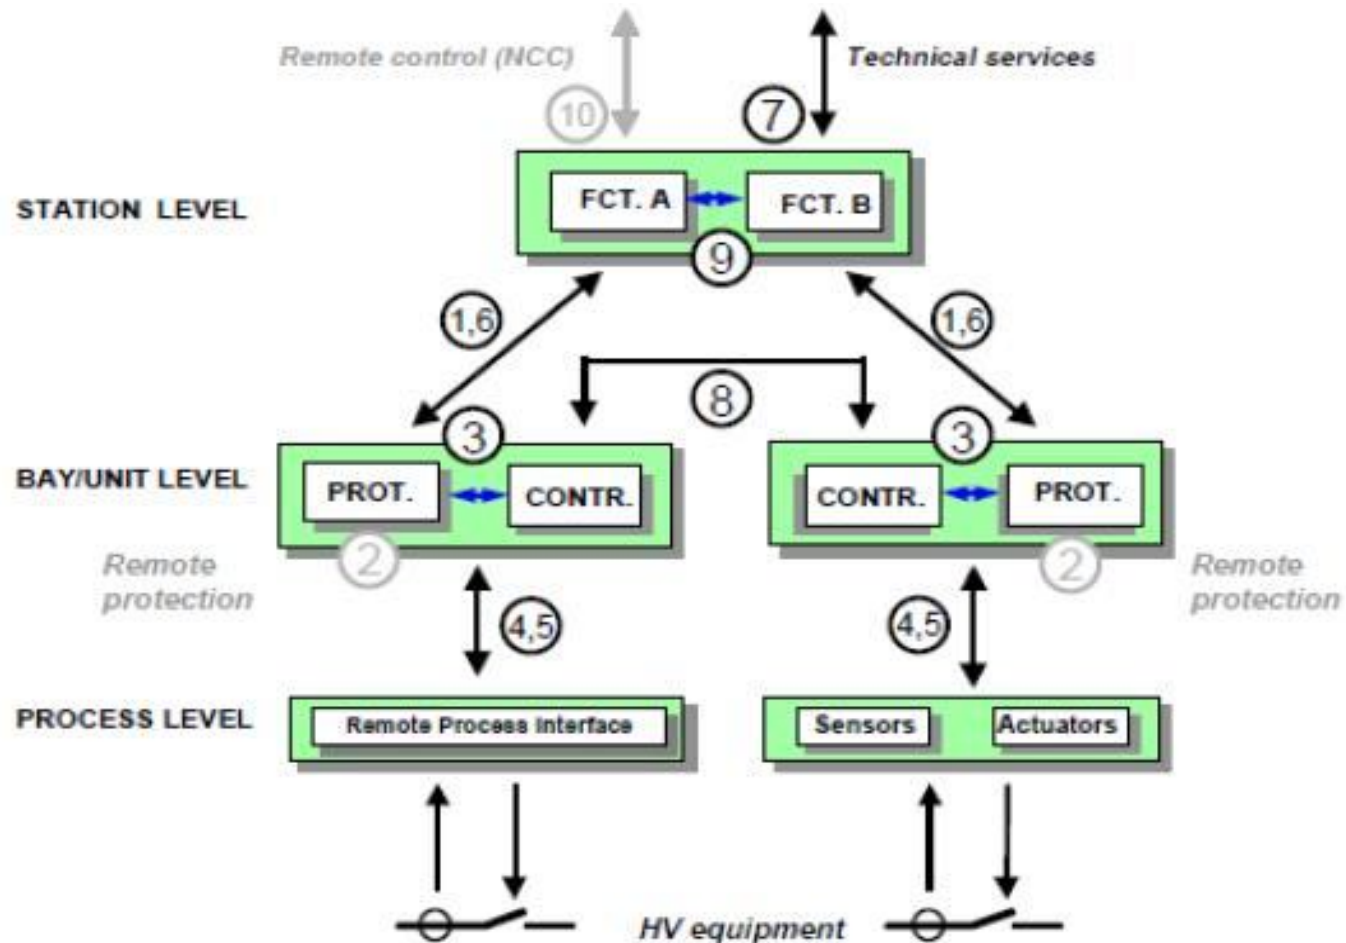 Remote control (NCC)
Technical services
10
7
STATION LEVEL
FCT. A
FCT. B
9
1,6
1,6
8
3
3
BAY/UNIT LEVEL
PROT.
CONTR.
CONTR.
PROT.
2
2
Remote
protection
Remote
protection
4,5
4,5
PROCESS LEVEL
Remote Process Interface
Sensors
Actuators
HV equipment